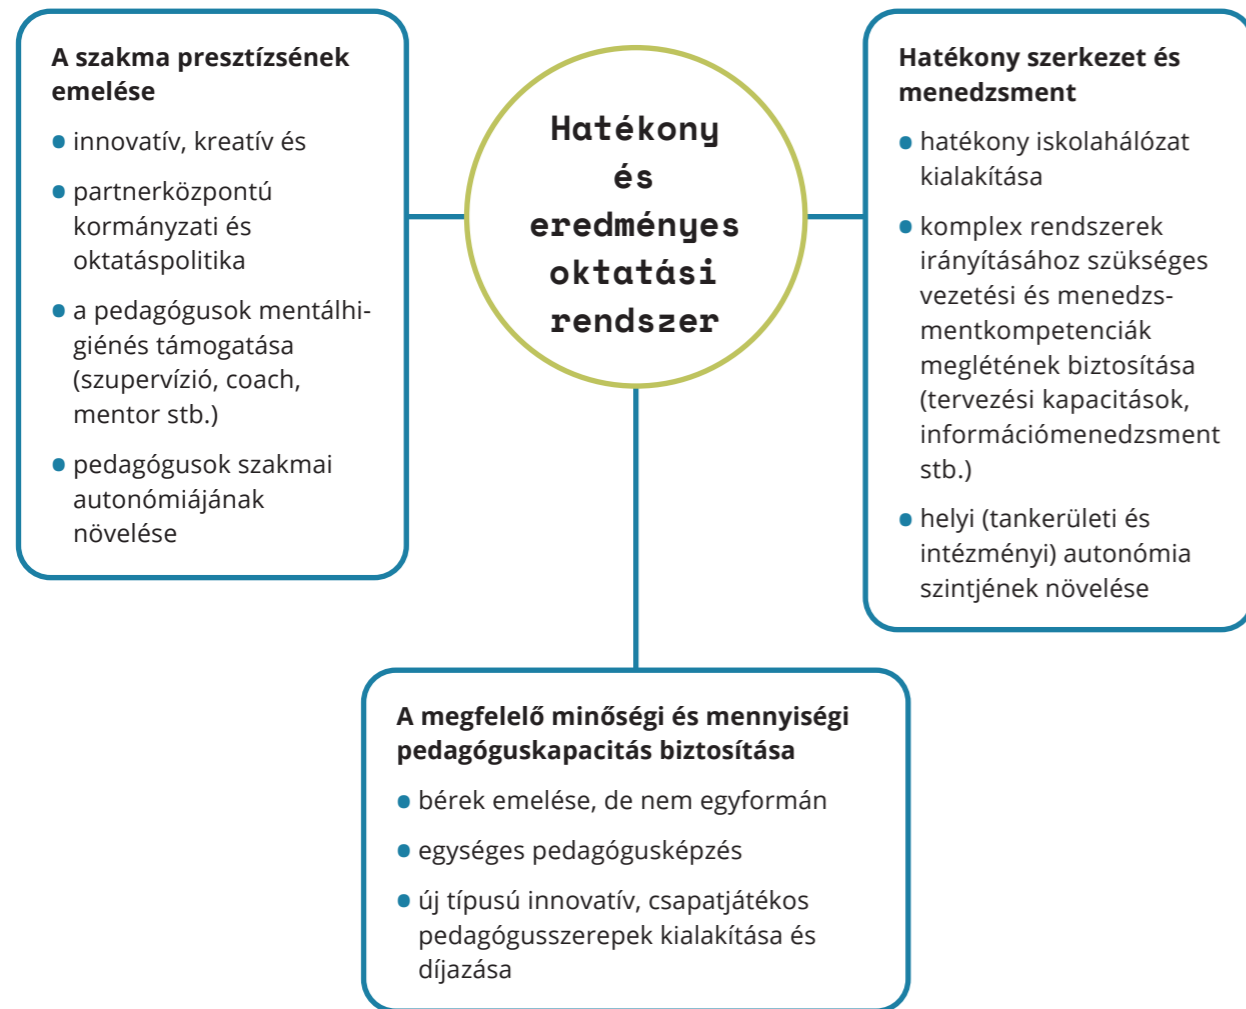 A szakma presztízsének
emelése
• innovatív, kreatív és
• partnerközpontú
kormányzati és
oktatáspolitika
• a pedagógusok mentálhi-
giénés támogatása
(szupervízió, coach,
mentor stb.)
• pedagógusok szakmai
autonómiájának
növelése
Hatékony
és
eredményes
oktatási
rendszer
Hatékony szerkezet és
menedzsment
• hatékony iskolahálózat
kialakítása
• komplex rendszerek
irányításához szükséges
vezetési és menedzs-
mentkompetenciák
meglétének biztosítása
(tervezési kapacitások,
információmenedzsment
stb.)
• helyi (tankerületi és
intézményi) autonómia
szintjének növelése
A megfelelő minőségi és mennyiségi
pedagóguskapacitás biztosítása
• bérek emelése, de nem egyformán
• egységes pedagógusképzés
• új típusú innovatív, csapatjátékos
pedagógusszerepek kialakítása és
díjazása